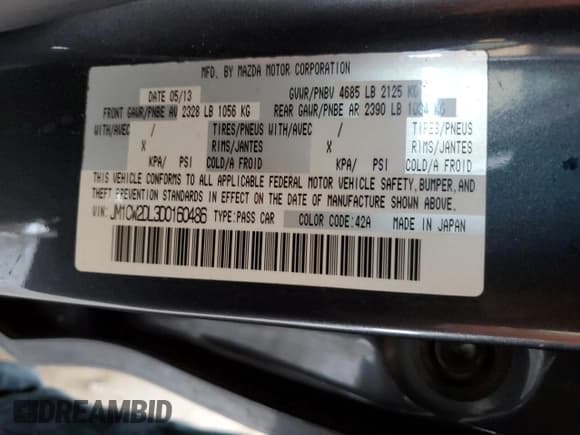 MFD. BY MAZDA MOTOR CORPORATION
DATE 05/13 GVWR/PNBV 4685 LB 2125 KG
FRONT GAWR/PNBE AV 2328 LB 1056 KG REAR GAWR/PNBE AR 2390 LB 1084 KG
WITH/AVEC / TIRES/PNEUS WITH/AVEC / TIRES/PNEUS
X RIMS/JANTES X RIMS/JANTES
KPA/ PSI COLD/A FROID KPA/ PSI COLD/A FROID
THIS VEHICLE CONFORMS TO ALL APPLICABLE FEDERAL MOTOR VEHICLE SAFETY,BUMPER,AND
THEFT PREVENTION STANDARDS IN EFFECT ON THE DATE OF MANUFACTURE SHOWN ABOVE.
VIN: JM1CW2DL3D0160486 TYPE:PASS CAR COLOR CODE:42A MADE IN JAPAN
DREAMBID